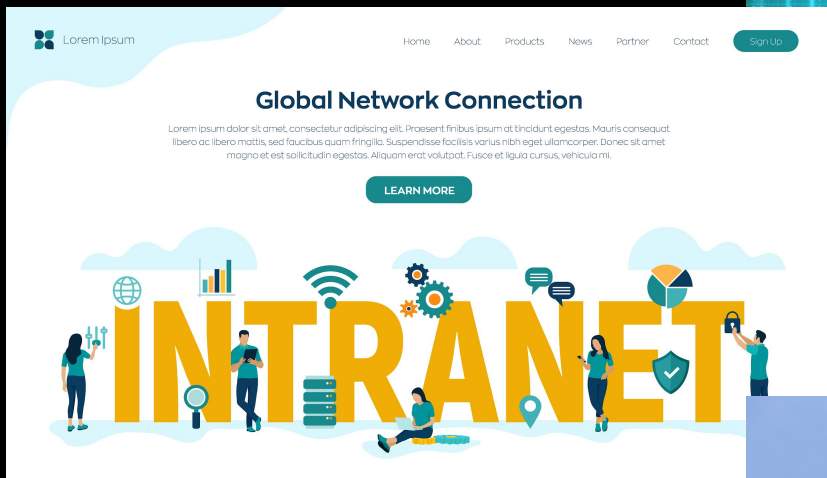 Lorem Ipsum
Home About Products News Partner Contact Sign Up
Global Network Connection
Lorem ipsum dolor sit amet, consectetur adipiscing elit. Praesent finibus ipsum at tincidunt egestas. Mauris consequat
libero ac libero mattis, sed faucibus quam fringilla. Suspendisse facilisis varius nibh eget ullamcorper. Donec sit amet
magna et est sollicitudin egestas. Aliquam erat volutpat. Fusce et ligula cursus, vehicula mi.
LEARN MORE
INTRANET